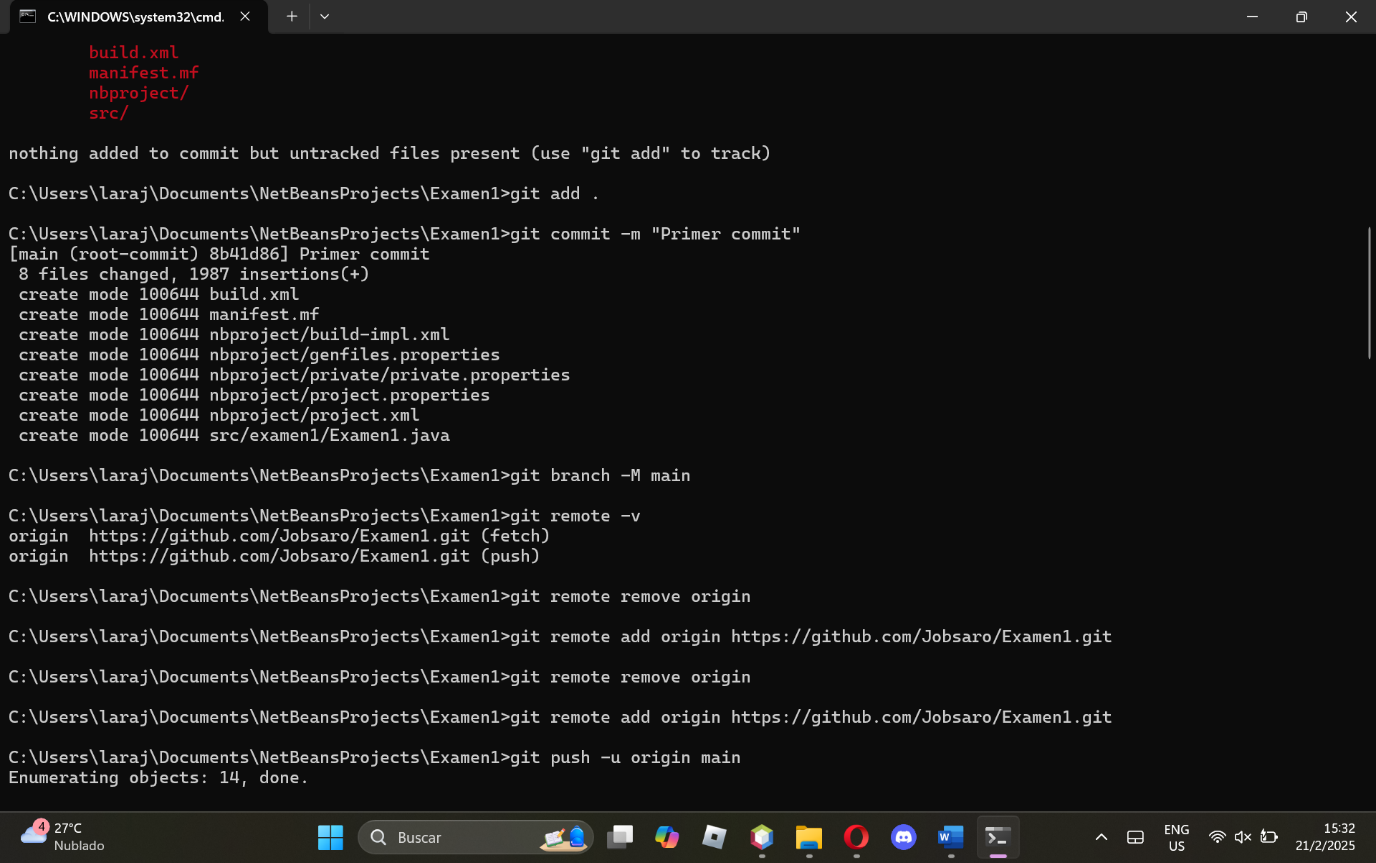 C:\WINDOWS\system32\cmd.
build.xml
manifest.mf
nbproject/
src/
nothing added to commit but untracked files present (use "git add" to track)
C:\Users\laraj\Documents\NetBeansProjects\Examen1>git add .
C:\Users\laraj\Documents\NetBeansProjects\Examen1>git commit -m "Primer commit"
[main (root-commit) 8b41d86] Primer commit
8 files changed, 1987 insertions(+)
create mode 100644 build.xml
create mode 100644 manifest.mf
create mode 100644 nbproject/build-impl.xml
create mode 100644 nbproject/genfiles.properties
create mode 100644 nbproject/private/private.properties
create mode 100644 nbproject/project.properties
create mode 100644 nbproject/project.xml
create mode 100644 src/examen1/Examen1.java
C:\Users\laraj\Documents\NetBeansProjects\Examen1>git branch -M main
C:\Users\laraj\Documents\NetBeansProjects\Examen1>git remote -v
origin  https://github.com/Jobsaro/Examen1.git (fetch)
origin  https://github.com/Jobsaro/Examen1.git (push)
C:\Users\laraj\Documents\NetBeansProjects\Examen1>git remote remove origin
C:\Users\laraj\Documents\NetBeansProjects\Examen1>git remote add origin https://github.com/Jobsaro/Examen1.git
C:\Users\laraj\Documents\NetBeansProjects\Examen1>git remote remove origin
C:\Users\laraj\Documents\NetBeansProjects\Examen1>git remote add origin https://github.com/Jobsaro/Examen1.git
C:\Users\laraj\Documents\NetBeansProjects\Examen1>git push -u origin main
Enumerating objects: 14, done.
4
27°C
Nublado
Buscar
ENG
US
15:32
21/2/2025